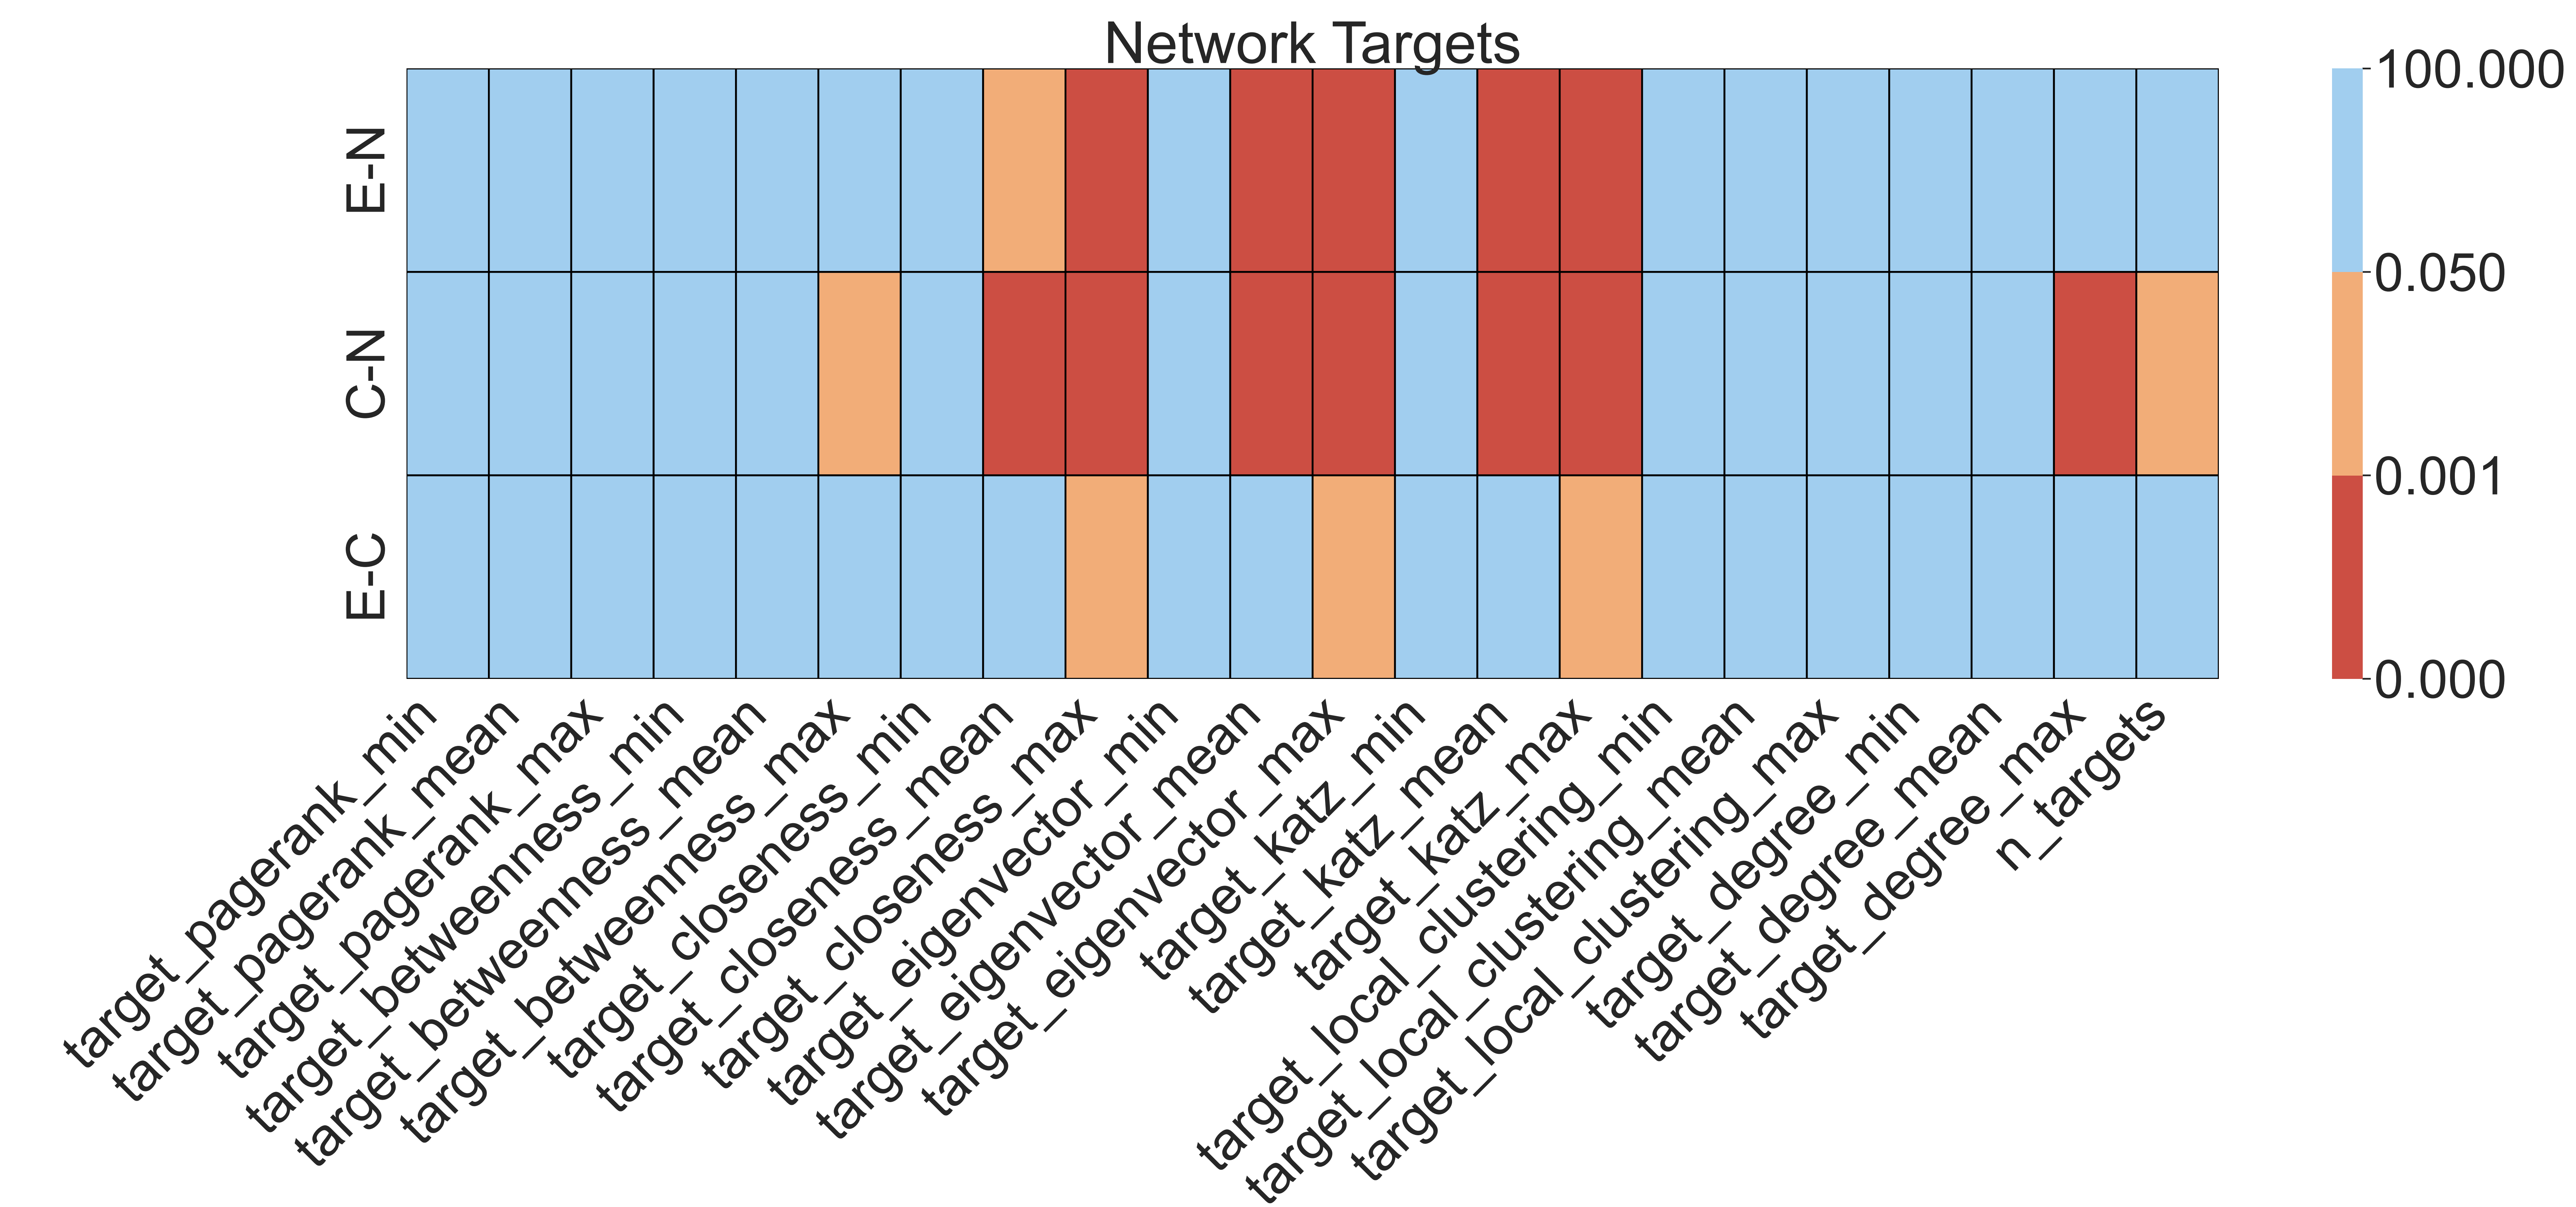 Network Targets
E-N
C-N
E-C
100.000
0.050
0.001
0.000
target_pagerank_min
target_pagerank_mean
target_pagerank_max
target_betweenness_min
target_betweenness_mean
target_betweenness_max
target_closeness_min
target_closeness_mean
target_closeness_max
target_eigenvector_min
target_eigenvector_mean
target_eigenvector_max
target_katz_min
target_katz_mean
target_katz_max
target_local_clustering_min
target_local_clustering_mean
target_local_clustering_max
target_degree_min
target_degree_mean
target_degree_max
n_targets